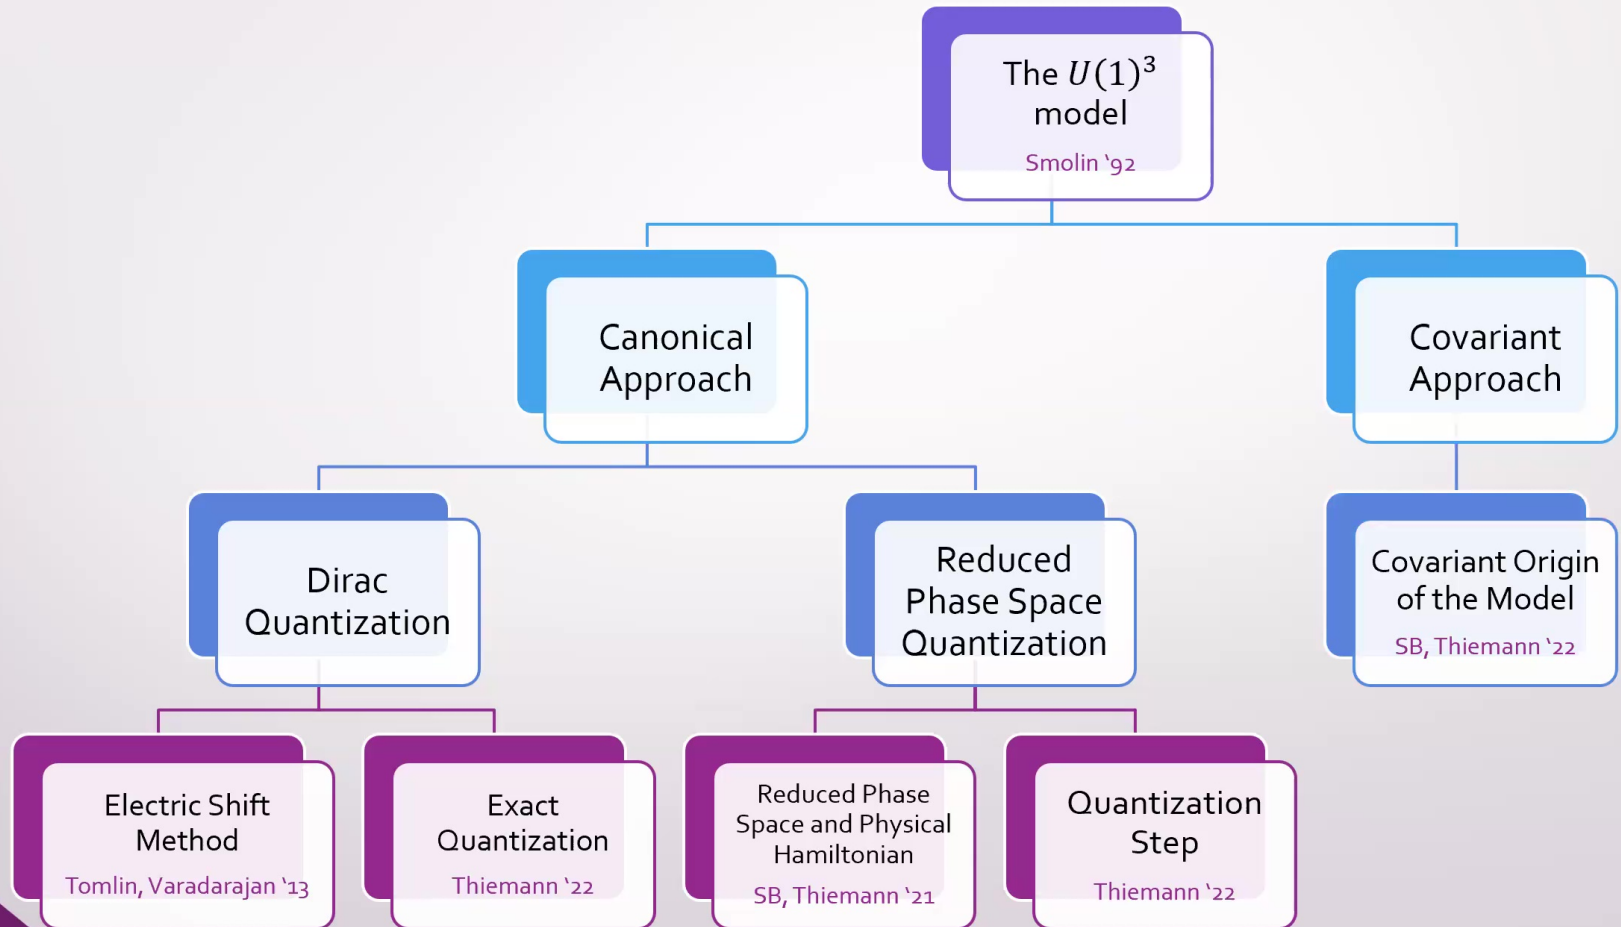 The U(1)³
model
Smolin ‘92
Canonical
Approach
Covariant
Approach
Dirac
Quantization
Reduced
Phase Space
Quantization
Covariant Origin
of the Model
SB, Thiemann ‘22
Electric Shift
Method
Tomlin, Varadarajan ‘13
Exact
Quantization
Thiemann ‘22
Reduced Phase
Space and Physical
Hamiltonian
SB, Thiemann ‘21
Quantization
Step
Thiemann ‘22